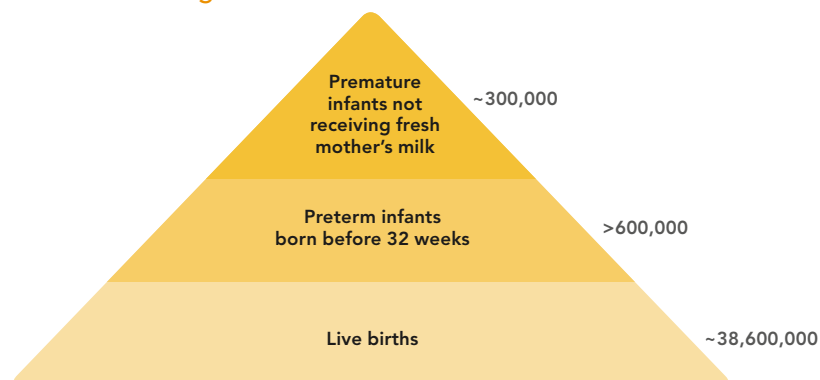 Premature
infants not
receiving fresh
mother's milk
~300,000
Preterm infants
born before 32 weeks
>600,000
Live births
~38,600,000